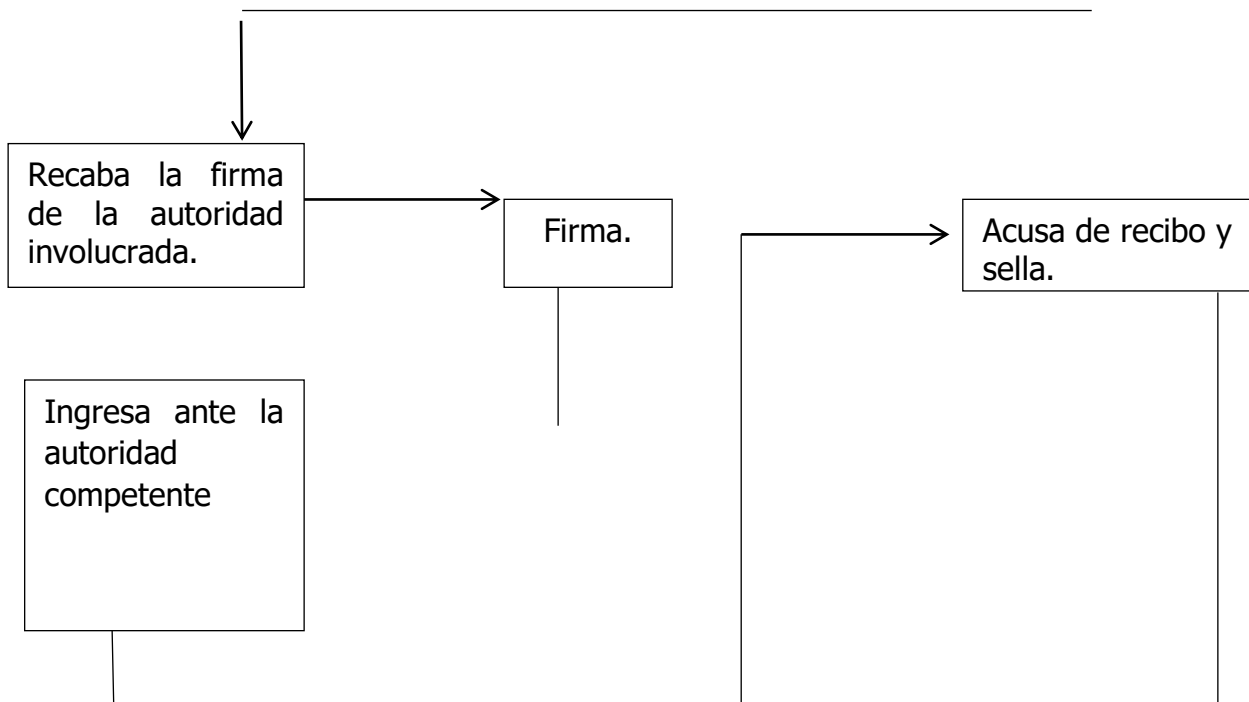 Recaba la firma
de la autoridad
involucrada.
Firma.
Acusa de recibo y
sella.
Ingresa ante la
autoridad
competente